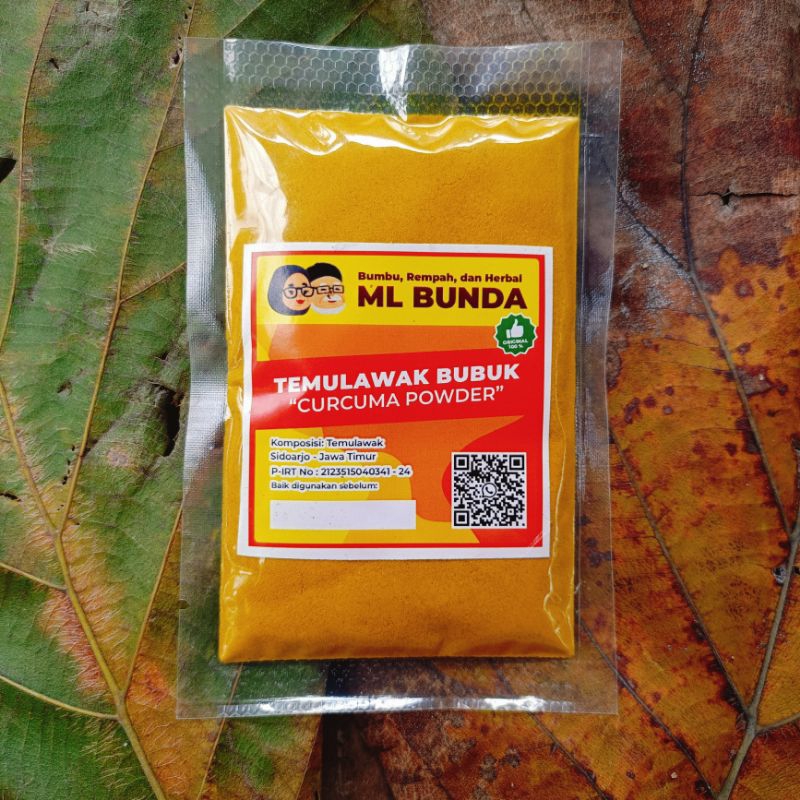 Bumbu, Rempah, dan Herbal
ML BUNDA
ORIGINAL
100 %
TEMULAWAK BUBUK
“CURCUMA POWDER”
Komposisi: Temulawak
Sidoarjo - Jawa Timur
P-IRT No : 2123515040341 - 24
Baik digunakan sebelum: